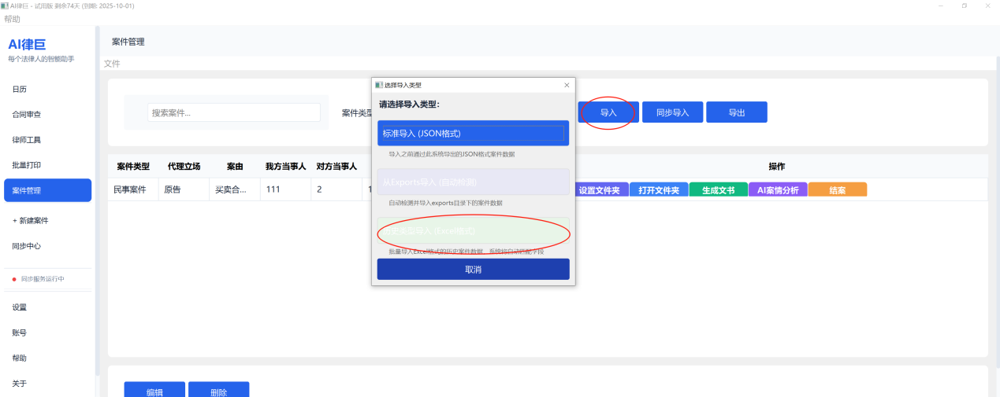 AI律巨 - 试用版 剩余74天 (到期: 2025-10-01)
帮助
AI律巨
每个法律人的智能助手
日历
合同审查
律师工具
批量打印
案件管理
+ 新建案件
同步中心
同步服务运行中
设置
账号
帮助
关于
案件管理
文件
搜索案件...
案件类型
导入
同步导入
导出
案件类型 代理立场 案由 我方当事人 对方当事人 操作
民事案件 原告 买卖合... 111 2 1 设置文件夹 打开文件夹 生成文书 AI案情分析 结案
选择导入类型
请选择导入类型:
标准导入 (JSON格式)
导入之前通过此系统导出的JSON格式案件数据
从Exports导入 (自动检测)
自动检测并导入exports目录下的案件数据
历史类型导入 (Excel格式)
批量导入Excel格式的历史案件数据，系统将自动匹配字段
取消
编辑 删除